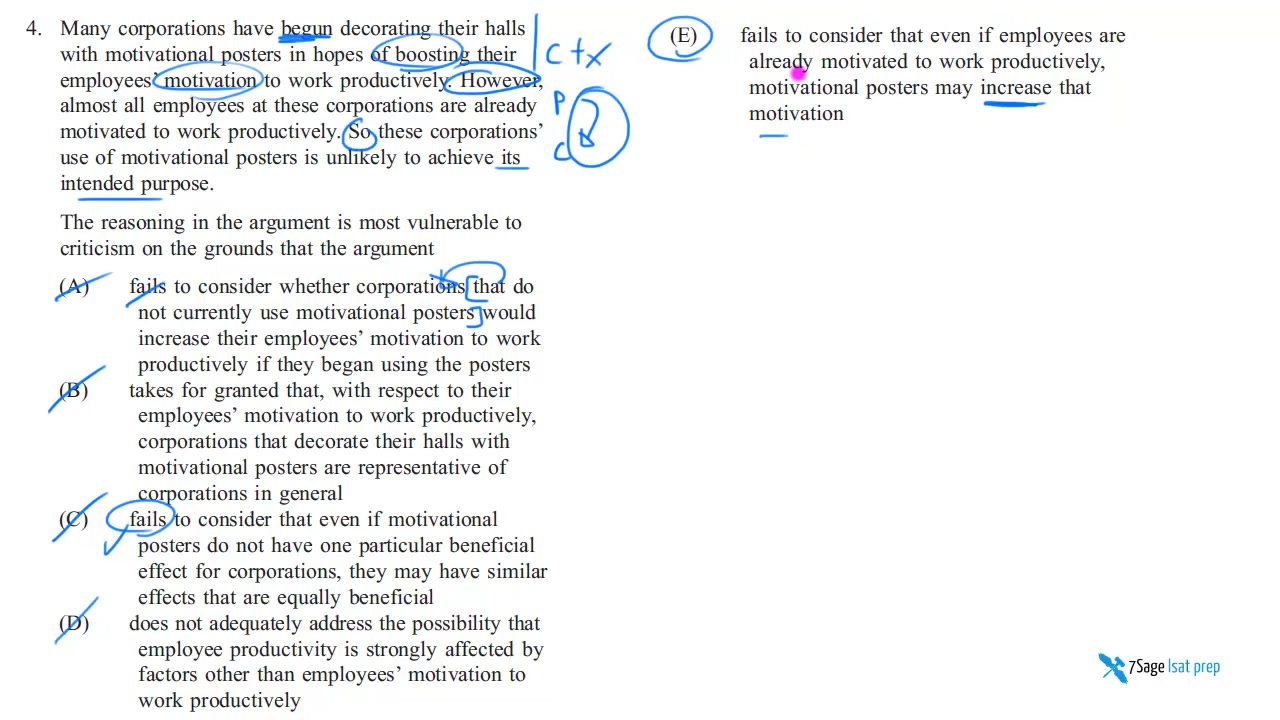 4. Many corporations have begun decorating their halls
with motivational posters in hopes of boosting their
employees’ motivation to work productively. However,
almost all employees at these corporations are already
motivated to work productively. So these corporations’
use of motivational posters is unlikely to achieve its
intended purpose.
The reasoning in the argument is most vulnerable to
criticism on the grounds that the argument
(A) fails to consider whether corporations that do
not currently use motivational posters would
increase their employees’ motivation to work
productively if they began using the posters
(B) takes for granted that, with respect to their
employees’ motivation to work productively,
corporations that decorate their halls with
motivational posters are representative of
corporations in general
(C) fails to consider that even if motivational
posters do not have one particular beneficial
effect for corporations, they may have similar
effects that are equally beneficial
(D) does not adequately address the possibility that
employee productivity is strongly affected by
factors other than employees’ motivation to
work productively
ctx
P
C
(E) fails to consider that even if employees are
already motivated to work productively,
motivational posters may increase that
motivation
7Sage lsat prep